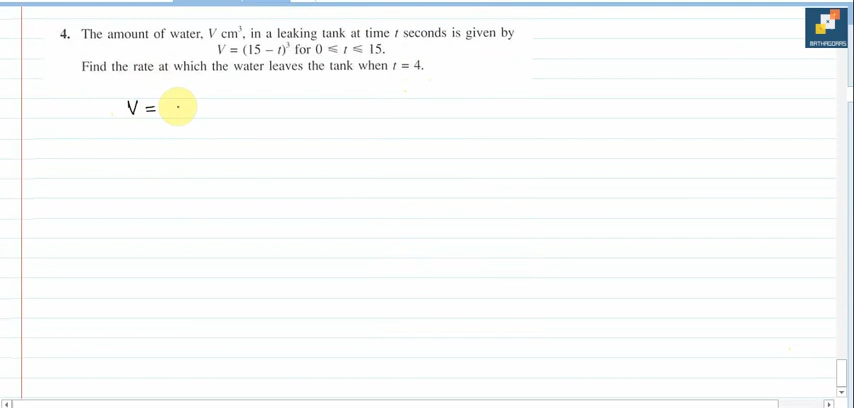 4. The amount of water, V cm³, in a leaking tank at time t seconds is given by
V = (15 − t)³ for 0 ⩽ t ⩽ 15.
Find the rate at which the water leaves the tank when t = 4.
V =
MATHAGORAS